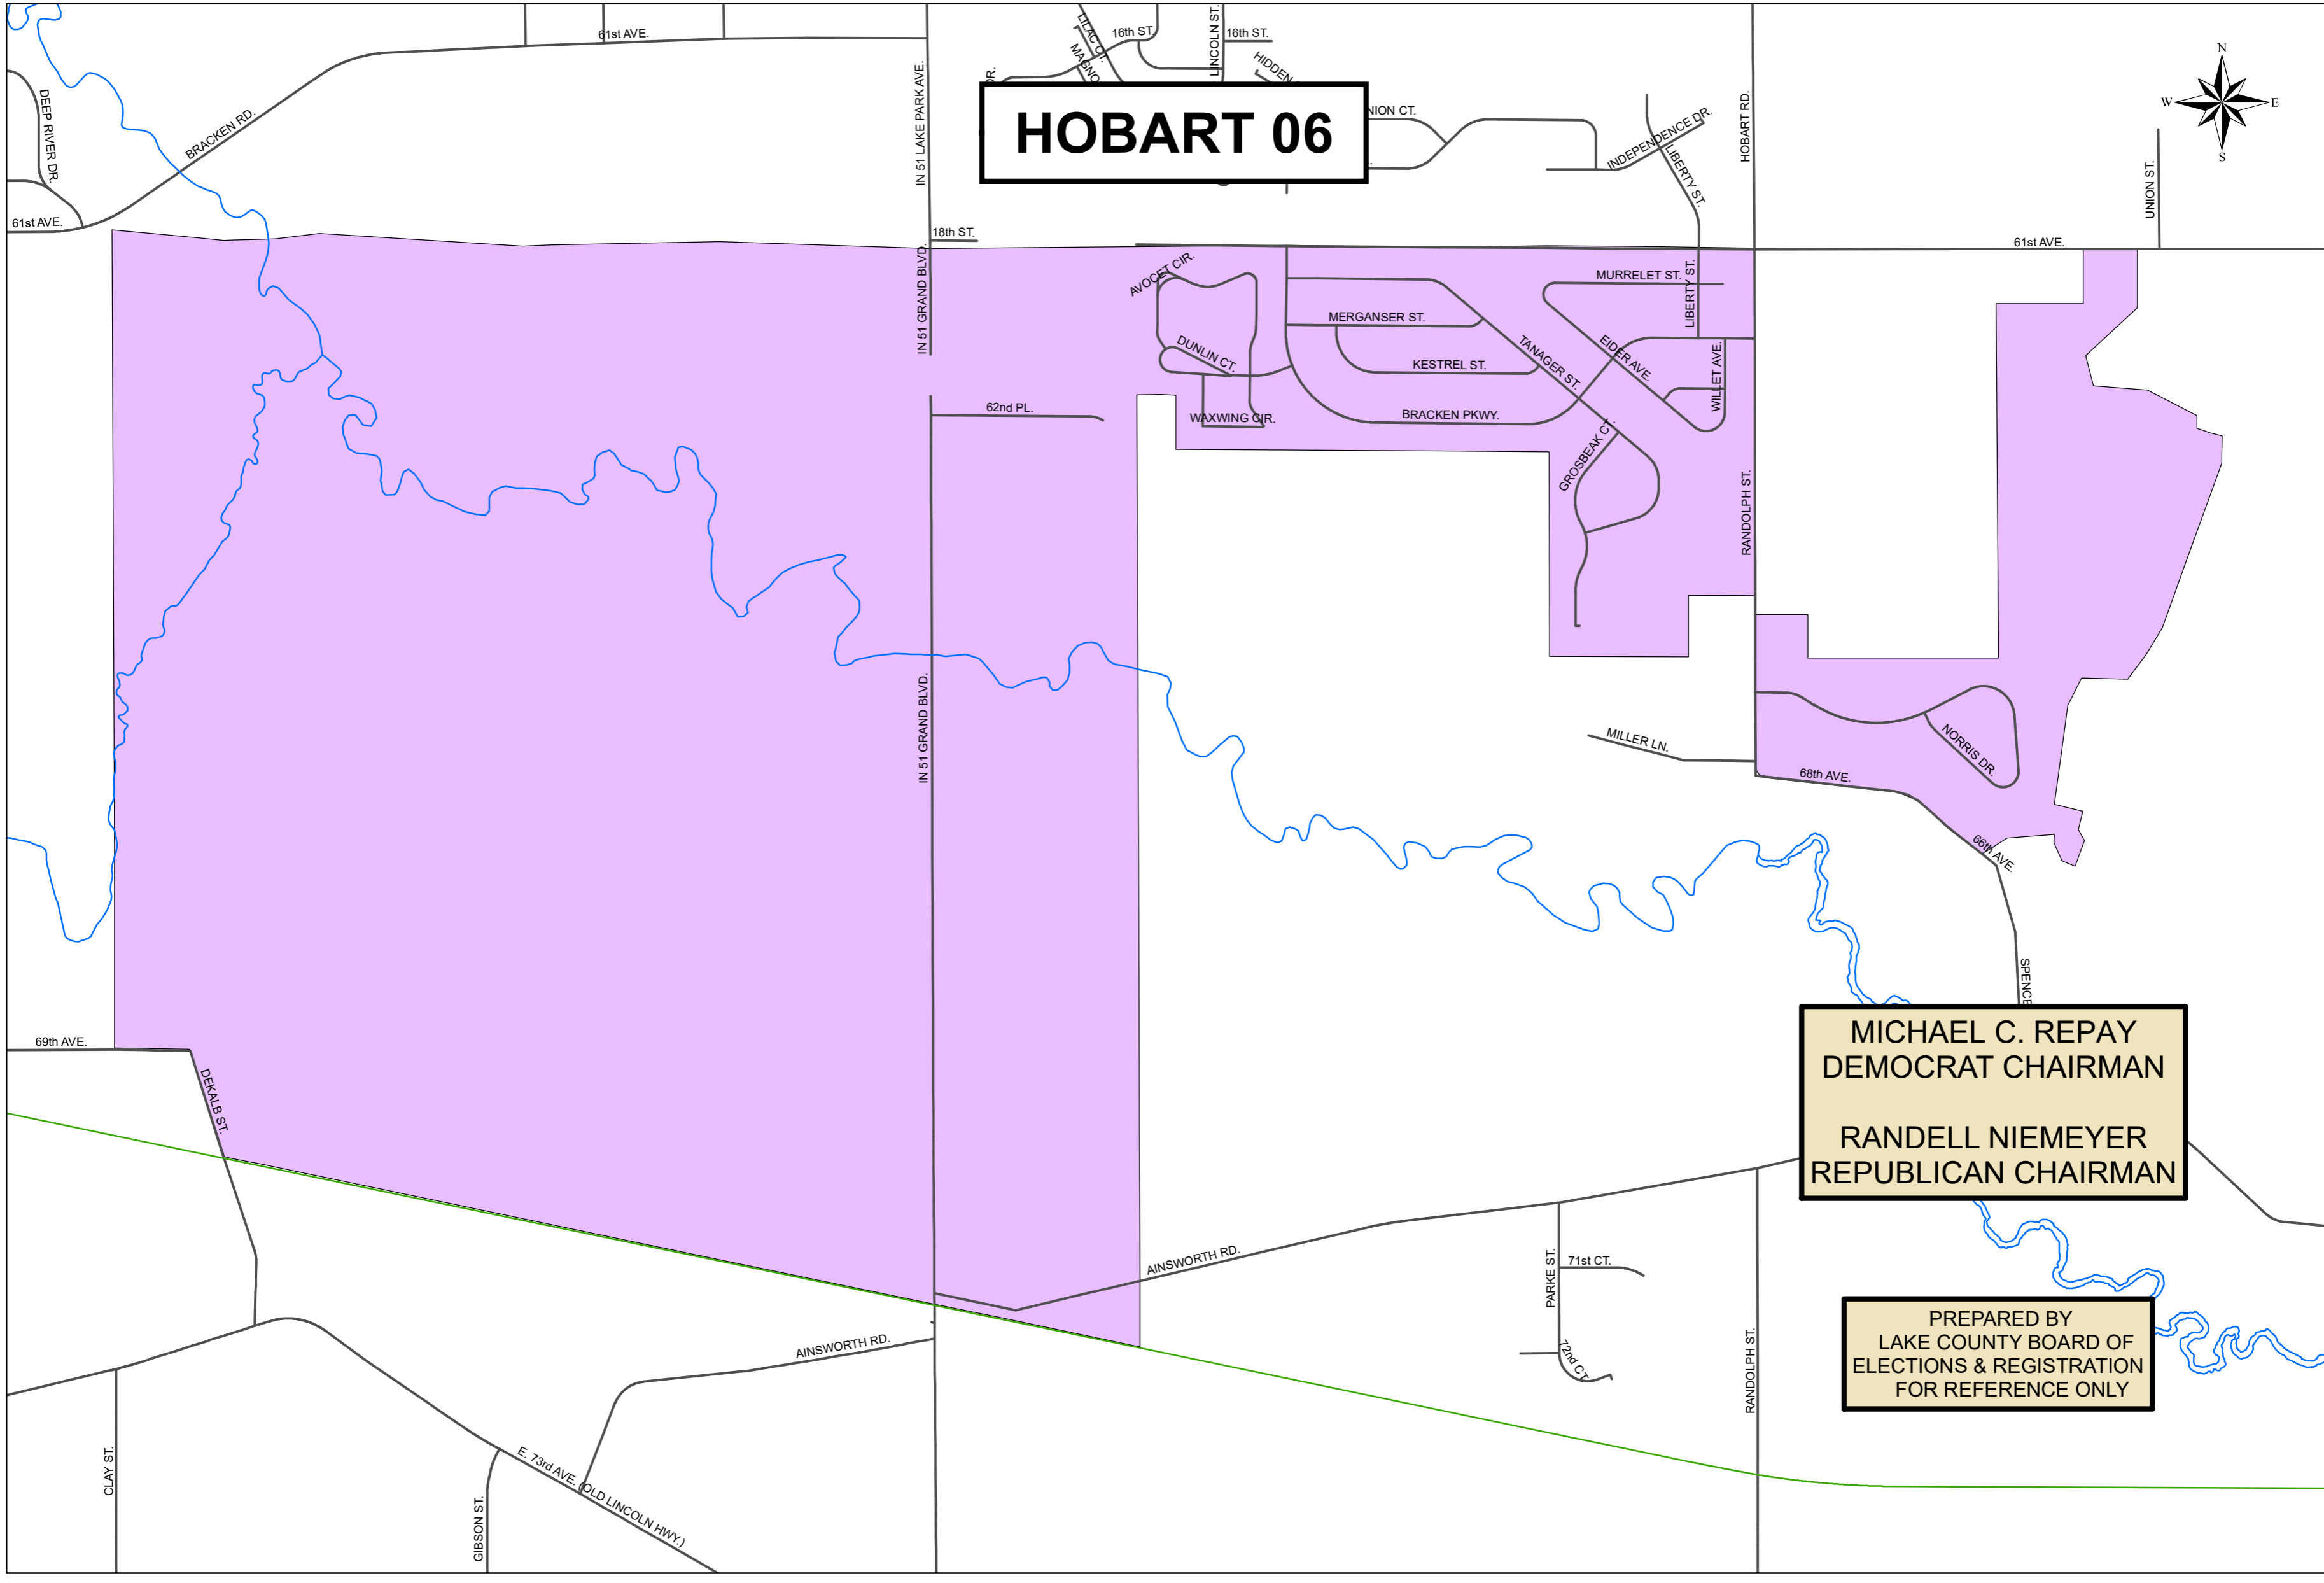 61st AVE.
LILAC CT.
16th ST.
LINCOLN ST.
16th ST.
N
W
E
S
DEEP RIVER DR.
BRACKEN RD.
IN 51 LAKE PARK AVE.
DR.
MAGNO
HIDDEN
HOBART RD.
HOBART 06
NION CT.
INDEPENDENCE DR.
LIBERTY ST.
UNION ST.
61st AVE.
18th ST.
61st AVE.
IN 51 GRAND BLVD.
AVOCET CIR.
MURRELET ST.
LIBERTY ST.
MERGANSER ST.
DUNLIN CT.
TANAGER ST.
EIDER AVE.
KESTREL ST.
WILLET AVE.
62nd PL.
WAXWING CIR.
BRACKEN PKWY.
GROSBEAK CT.
RANDOLPH ST.
IN 51 GRAND BLVD.
MILLER LN.
NORRIS DR.
68th AVE.
66th AVE.
SPENCE
69th AVE.
DEKALB ST.
MICHAEL C. REPAY
DEMOCRAT CHAIRMAN
RANDELL NIEMEYER
REPUBLICAN CHAIRMAN
AINSWORTH RD.
PARKE ST.
71st CT.
AINSWORTH RD.
72nd CT.
RANDOLPH ST.
PREPARED BY
LAKE COUNTY BOARD OF
ELECTIONS & REGISTRATION
FOR REFERENCE ONLY
CLAY ST.
GIBSON ST.
E. 73rd AVE. (OLD LINCOLN HWY.)